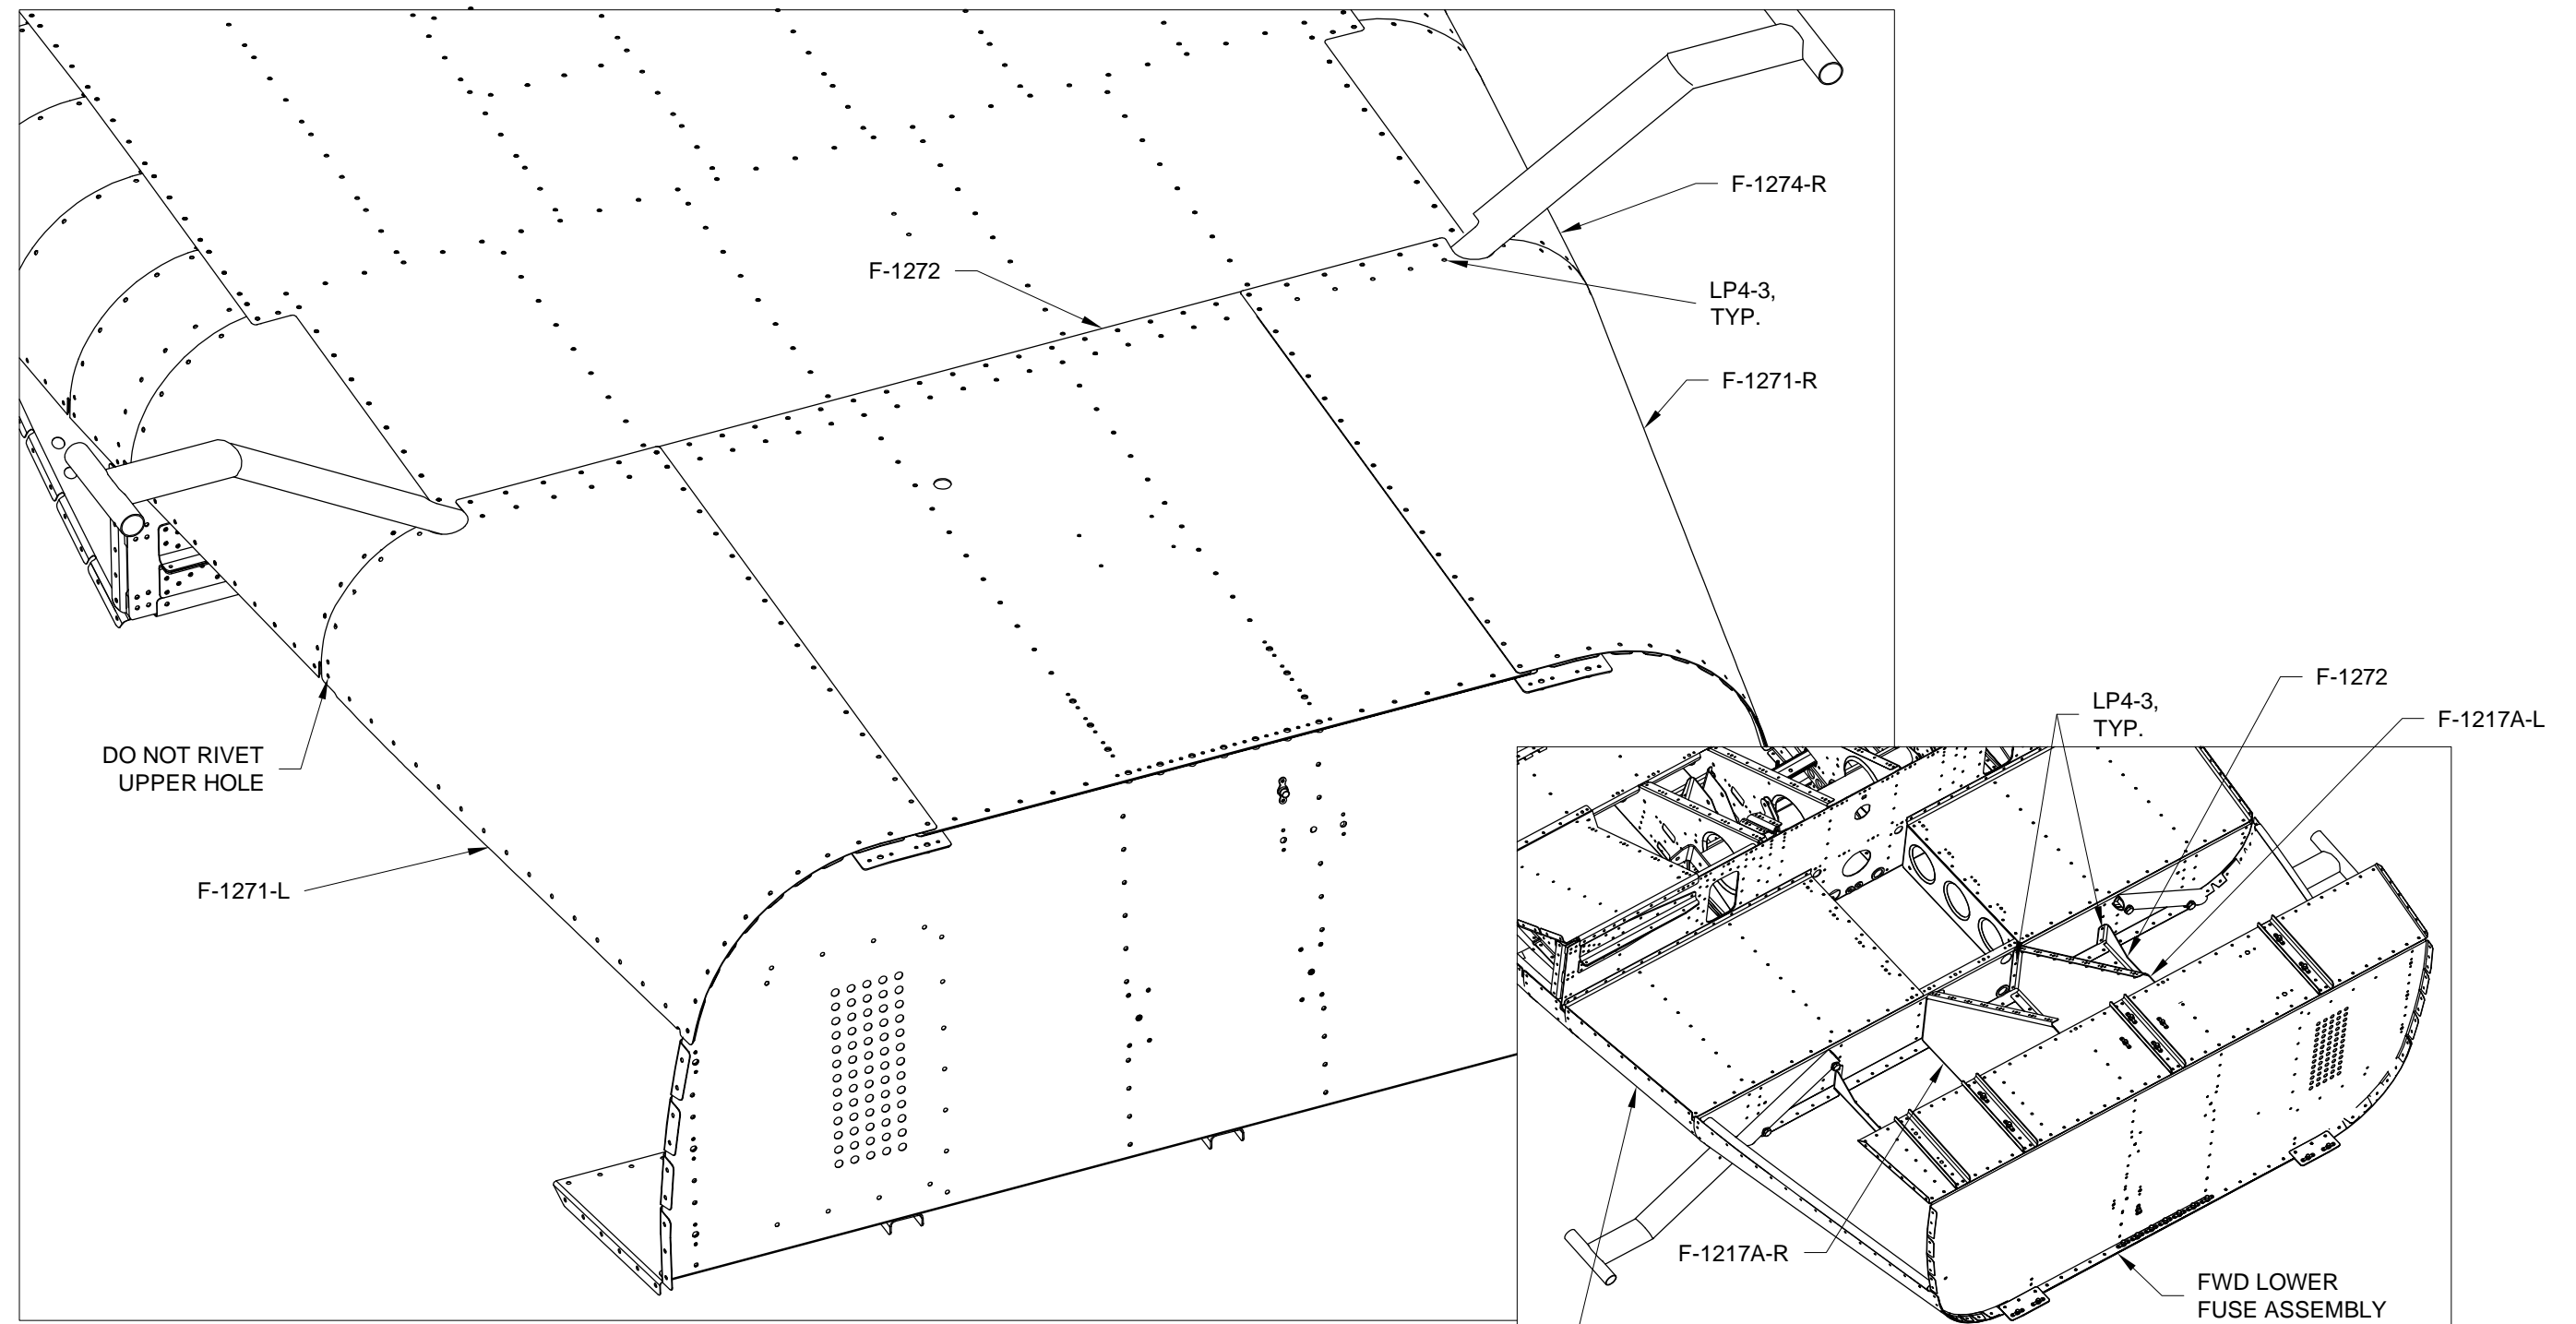 F-1274-R
F-1272
LP4-3,
TYP.
F-1271-R
DO NOT RIVET
UPPER HOLE
F-1271-L
F-1272
LP4-3,
TYP.
F-1217A-L
F-1217A-R
FWD LOWER
FUSE ASSEMBLY